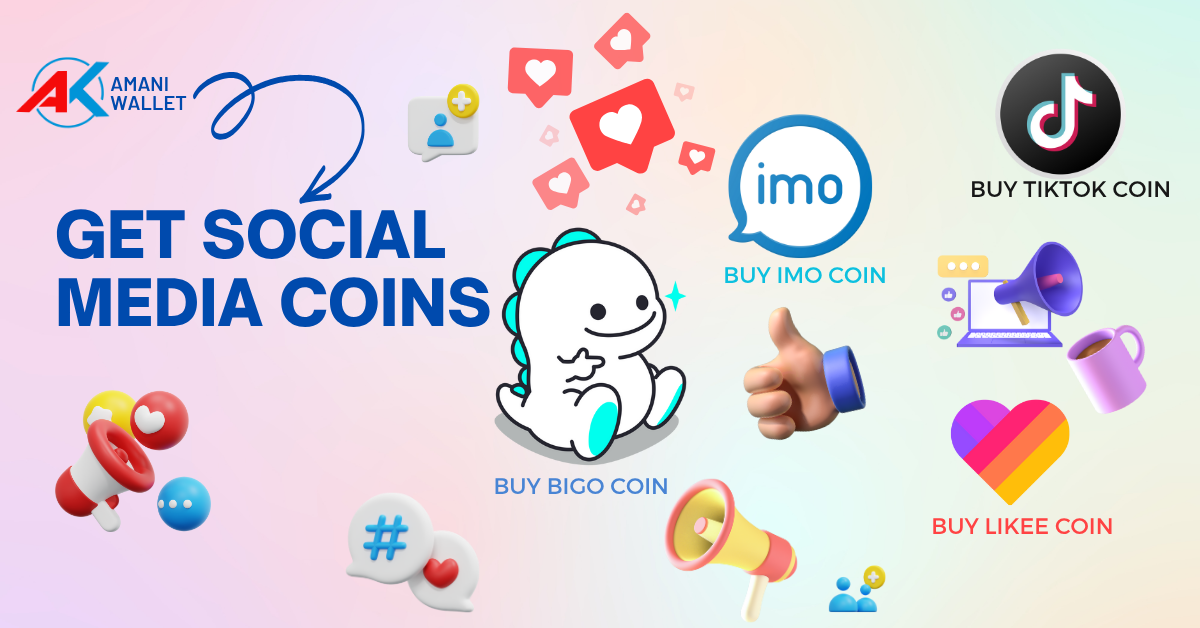 AMANI
WALLET
GET SOCIAL
MEDIA COINS
imo
BUY TIKTOK COIN
BUY IMO COIN
BUY BIGO COIN
#
BUY LIKEE COIN